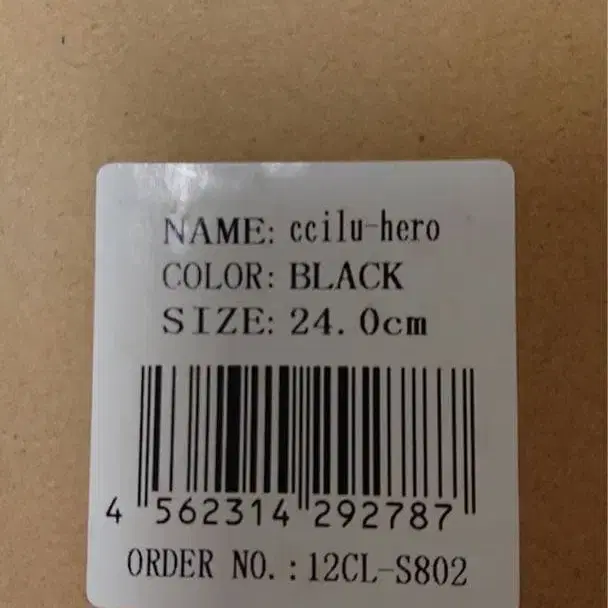 NAME: ccilu-hero
COLOR: BLACK
SIZE: 24.0cm
4 562314 292787
ORDER NO.: 12CL-S802